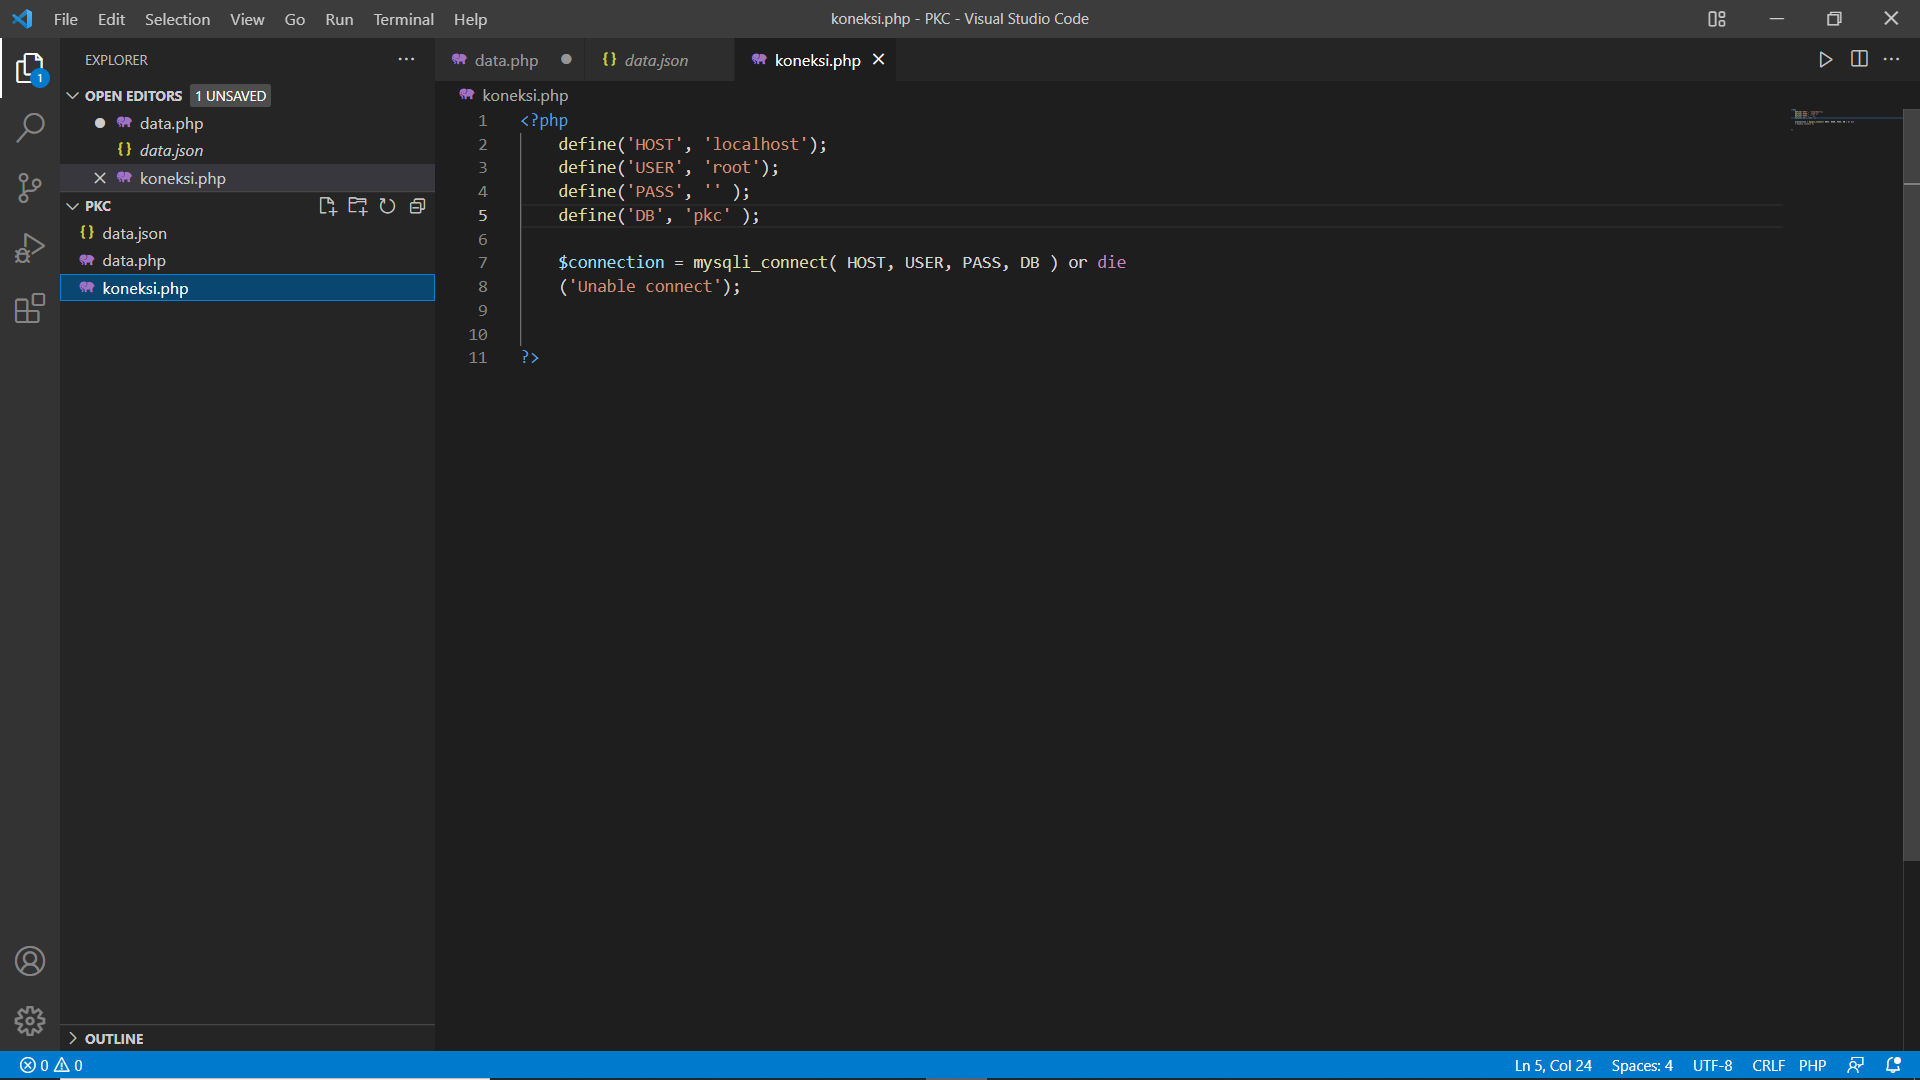 File Edit Selection View Go Run Terminal Help
koneksi.php - PKC - Visual Studio Code
1
EXPLORER
OPEN EDITORS 1 UNSAVED
data.php
data.json
koneksi.php
PKC
data.json
data.php
koneksi.php
OUTLINE
data.php data.json koneksi.php
koneksi.php
1 <?php
2 define('HOST', 'localhost');
3 define('USER', 'root');
4 define('PASS', '' );
5 define('DB', 'pkc' );
6
7 $connection = mysqli_connect( HOST, USER, PASS, DB ) or die
8 ('Unable connect');
9
10
11 ?>
0 0 Ln 5, Col 24 Spaces: 4 UTF-8 CRLF PHP